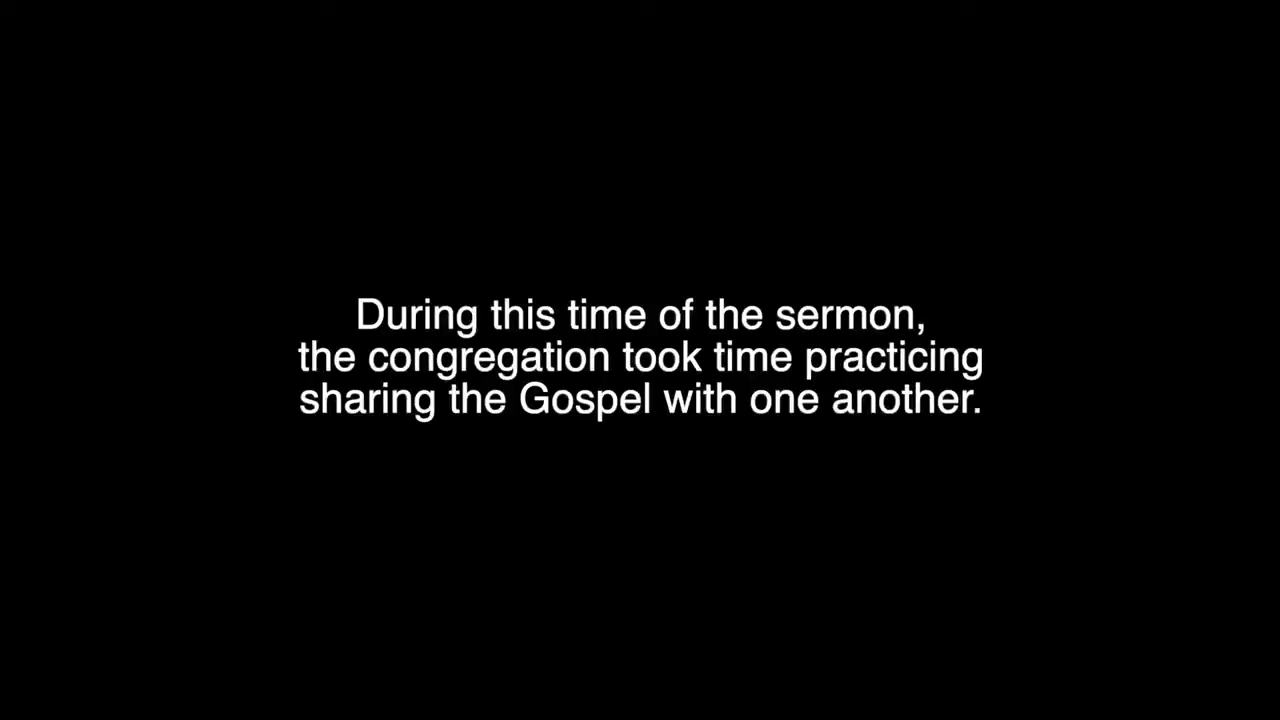 During this time of the sermon,
the congregation took time practicing
sharing the Gospel with one another.